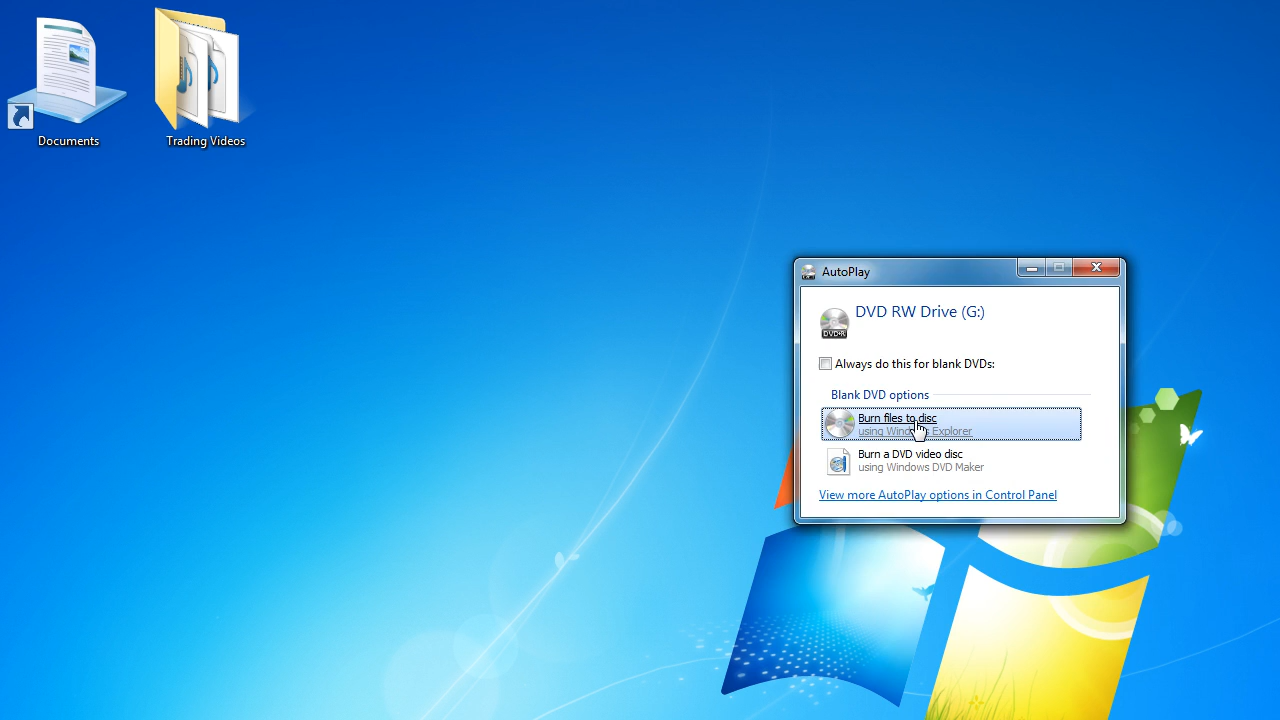 Documents
Trading Videos
AutoPlay
DVD RW Drive (G:)
DVD-R
Always do this for blank DVDs:
Blank DVD options
Burn files to disc
using Windows Explorer
Burn a DVD video disc
using Windows DVD Maker
View more AutoPlay options in Control Panel